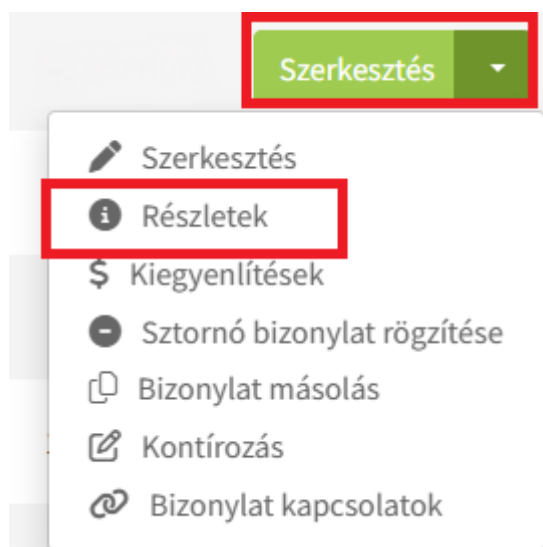 Szerkesztés
Szerkesztés
Részletek
$ Kiegyenlítések
Sztornó bizonylat rögzítése
Bizonylat másolás
Kontírozás
Bizonylat kapcsolatok